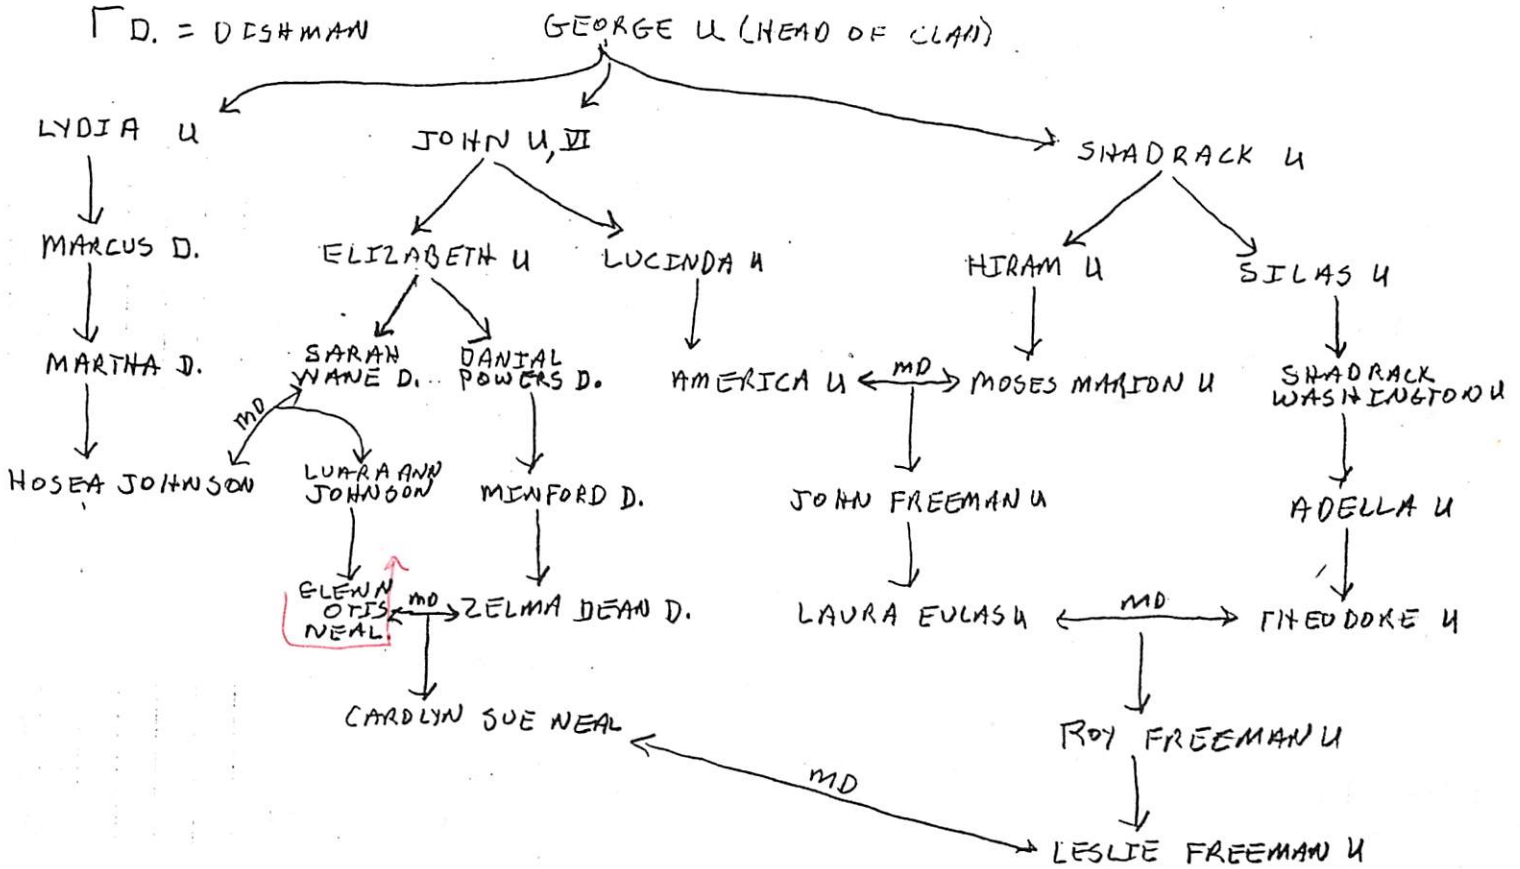 D. = DISHMAN
GEORGE U (HEAD OF CLAN)
LYDIA U
JOHN U, VI
SHADRACK U
MARCUS D.
ELIZABETH U
LUCINDA U
HIRAM U
SILAS U
MARTHA D.
SARAH
WANE D.
DANIAL
POWERS D.
AMERICA U
MD
MOSES MARION U
SHADRACK
WASHINGTON U
MD
HOSEA JOHNSON
LUARA ANN
JOHNSON
MINFORD D.
JOHN FREEMAN U
ADELLA U
GLENN
OTIS
NEAL
MD
ZELMA DEAN D.
LAURA EULAS U
MD
THEODORE U
CAROLYN SUE NEAL
ROY FREEMAN U
MD
LESLIE FREEMAN U